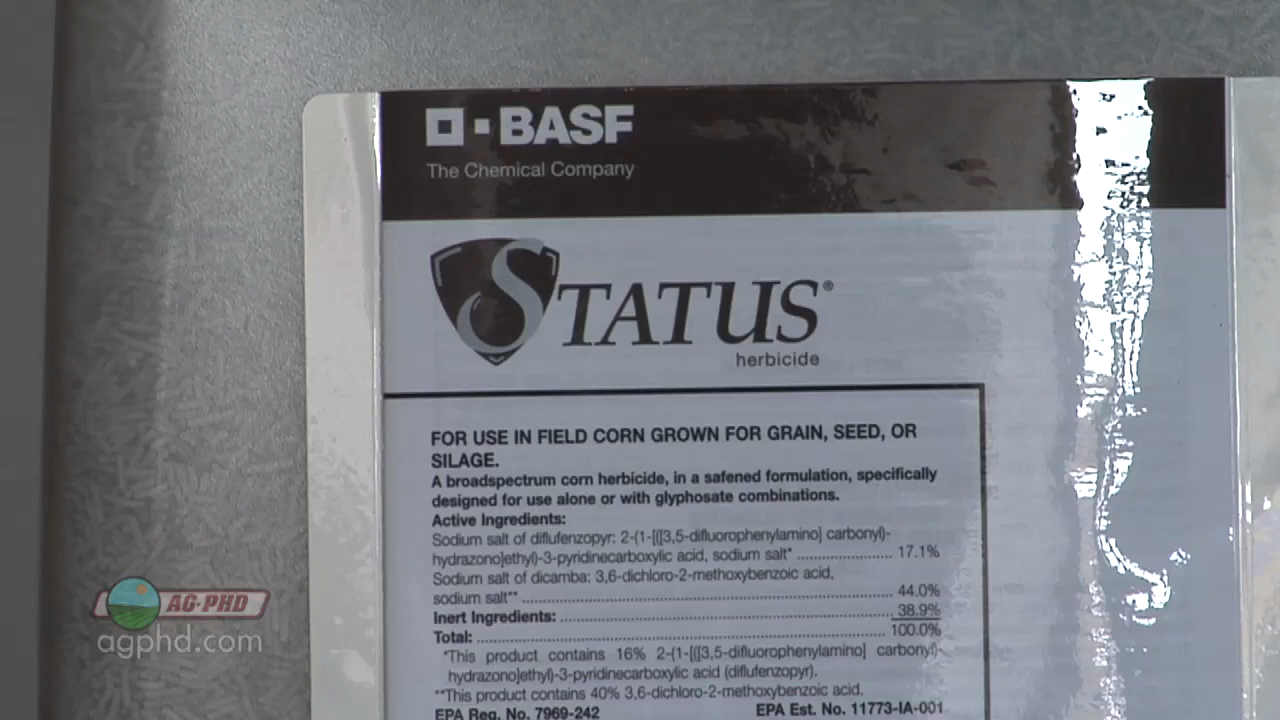 BASF
The Chemical Company
STATUS®
herbicide
FOR USE IN FIELD CORN GROWN FOR GRAIN, SEED, OR
SILAGE.
A broadspectrum corn herbicide, in a safened formulation, specifically
designed for use alone or with glyphosate combinations.
Active Ingredients:
Sodium salt of diflufenzopyr: 2-(1-[([3,5-difluorophenylamino] carbonyl)-
hydrazono]ethyl)-3-pyridinecarboxylic acid, sodium salt* .................... 17.1%
Sodium salt of dicamba: 3,6-dichloro-2-methoxybenzoic acid,
sodium salt** .................... 44.0%
Inert Ingredients: .................... 38.9%
Total: .................... 100.0%
*This product contains 16% 2-(1-[([3,5-difluorophenylamino] carbonyl)-
hydrazono]ethyl)-3-pyridinecarboxylic acid (diflufenzopyr).
**This product contains 40% 3,6-dichloro-2-methoxybenzoic acid.
EPA Reg. No. 7969-242 EPA Est. No. 11773-IA-001
AG·PHD
agphd.com